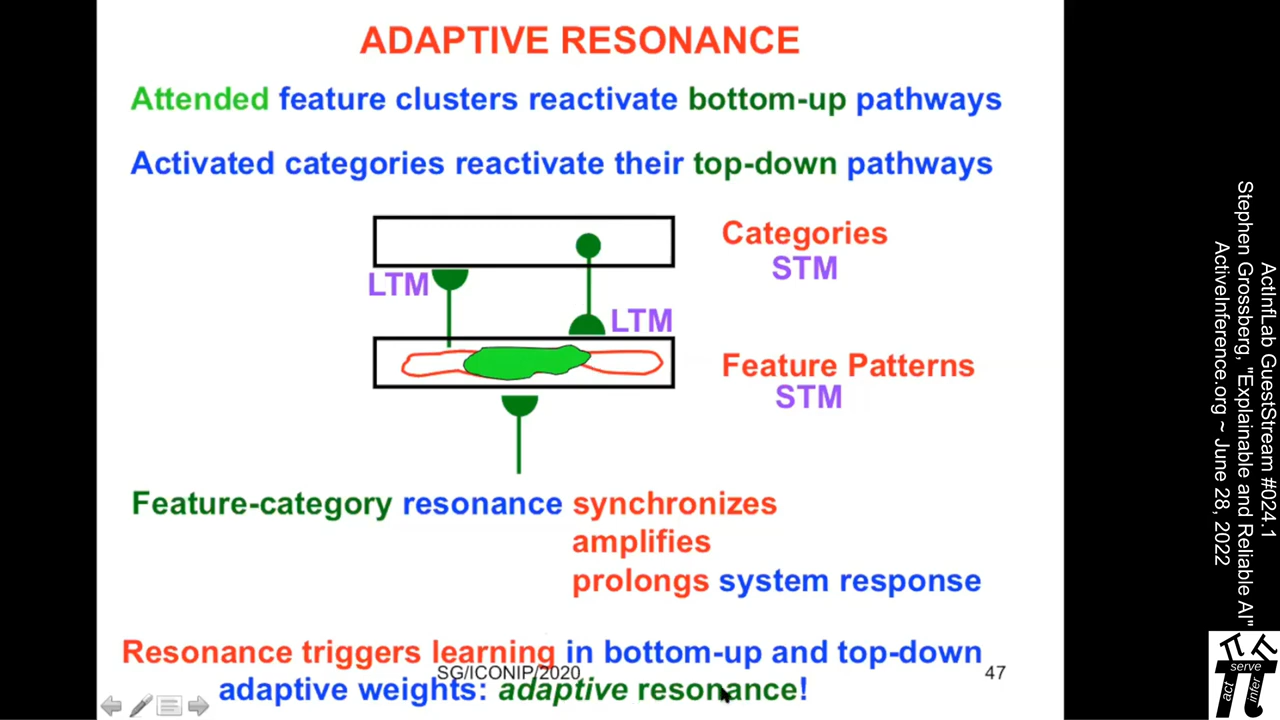 ADAPTIVE RESONANCE
Attended feature clusters reactivate bottom-up pathways
Activated categories reactivate their top-down pathways
Categories
STM
LTM
LTM
Feature Patterns
STM
Feature-category resonance synchronizes
amplifies
prolongs system response
Resonance triggers learning in bottom-up and top-down
SG/ICONIP/2020
47
adaptive weights: adaptive resonance!
ActInfLab GuestStream #024.1
Stephen Grossberg, "Explainable and Reliable AI"
ActiveInference.org ~ June 28, 2022
serve
act
infer